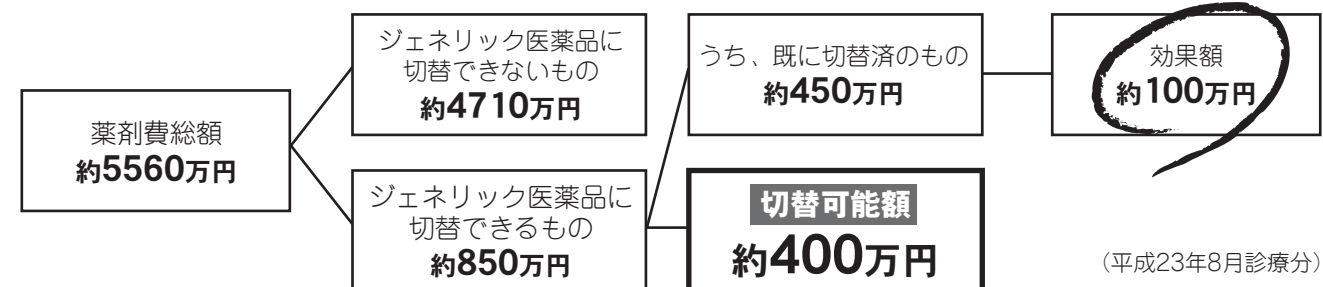 薬剤費総額
約5560万円
ジェネリック医薬品に
切替できないもの
約4710万円
ジェネリック医薬品に
切替できるもの
約850万円
うち、既に切替済のもの
約450万円
切替可能額
約400万円
効果額
約100万円
（平成23年8月診療分）